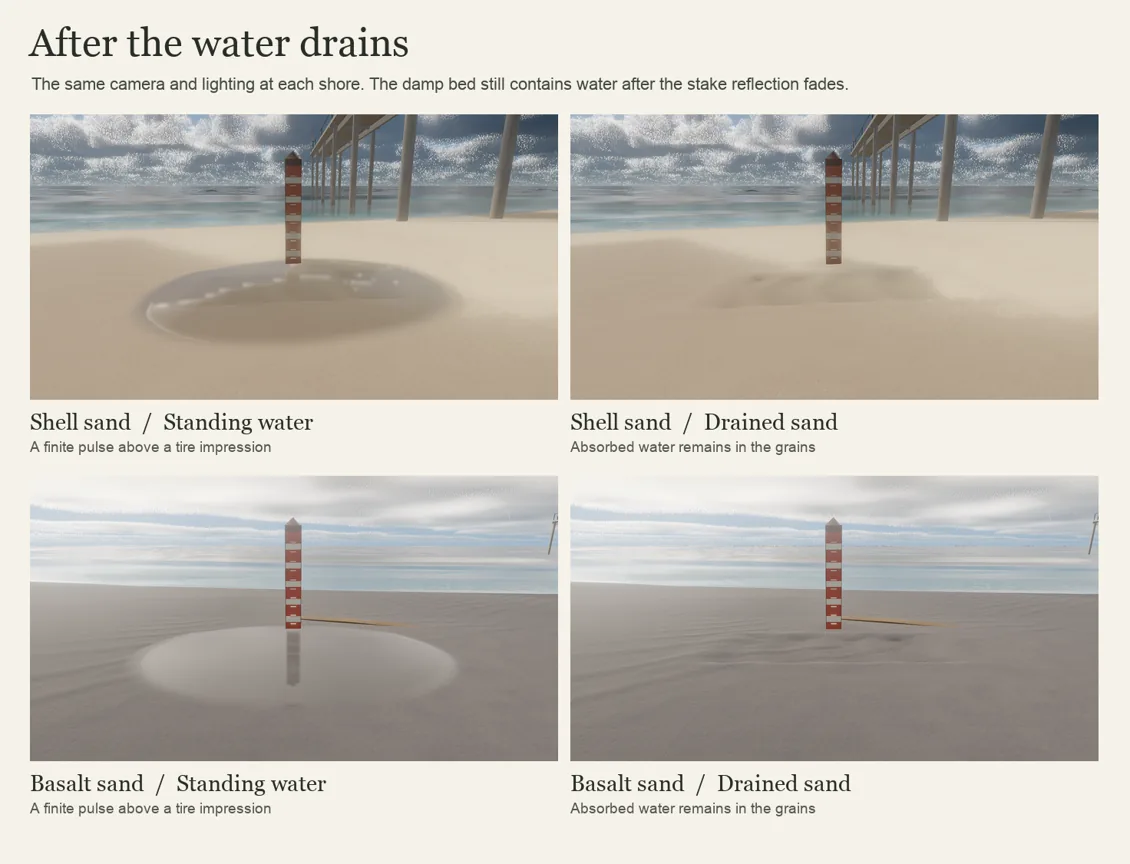 After the water drains
The same camera and lighting at each shore. The damp bed still contains water after the stake reflection fades.
Shell sand / Standing water
A finite pulse above a tire impression
Shell sand / Drained sand
Absorbed water remains in the grains
Basalt sand / Standing water
A finite pulse above a tire impression
Basalt sand / Drained sand
Absorbed water remains in the grains